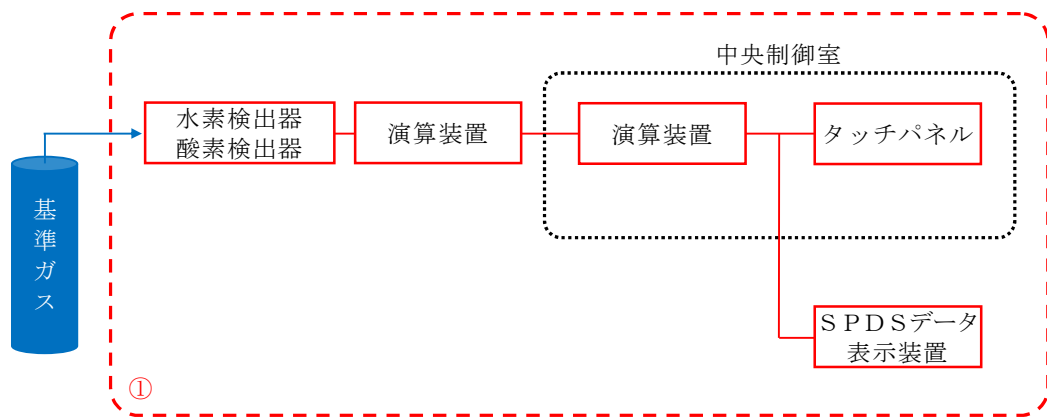 中央制御室
水素検出器
酸素検出器
演算装置
演算装置
タッチパネル
基準ガス
ＳＰＤＳデータ
表示装置
①